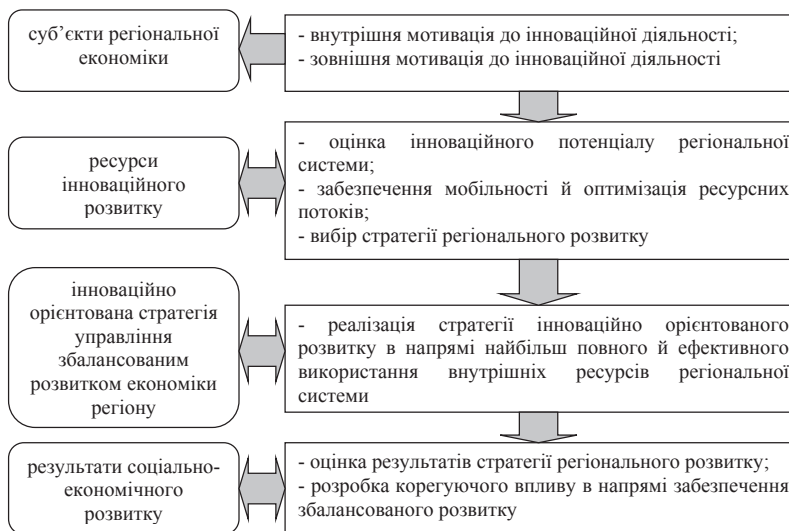 суб’єкти регіональної
економіки
- внутрішня мотивація до інноваційної діяльності;
- зовнішня мотивація до інноваційної діяльності
ресурси
інноваційного
розвитку
- оцінка інноваційного потенціалу регіональної
системи;
- забезпечення мобільності й оптимізація ресурсних
потоків;
- вибір стратегії регіонального розвитку
інноваційно
орієнтована стратегія
управління
збалансованим
розвитком економіки
регіону
- реалізація стратегії інноваційно орієнтованого
розвитку в напрямі найбільш повного й ефективного
використання внутрішніх ресурсів регіональної
системи
результати соціально-
економічного
розвитку
- оцінка результатів стратегії регіонального розвитку;
- розробка корегуючого впливу в напрямі забезпечення
збалансованого розвитку